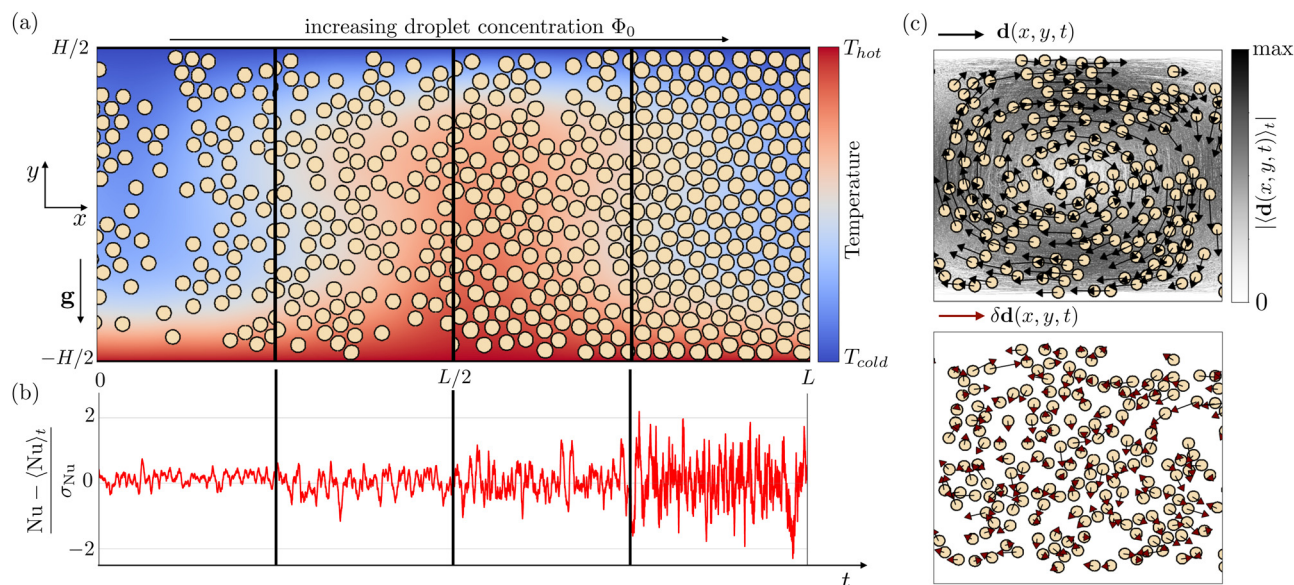 (a)
increasing droplet concentration Φ₀
H/2
T_hot
y
x
g
Temperature
−H/2
T_cold
0
L/2
L
(b)
Nu − ⟨Nu⟩_t
σ_Nu
2
0
−2
t
(c)
d(x, y, t)
max
|⟨d(x, y, t)⟩_t|
0
δd(x, y, t)